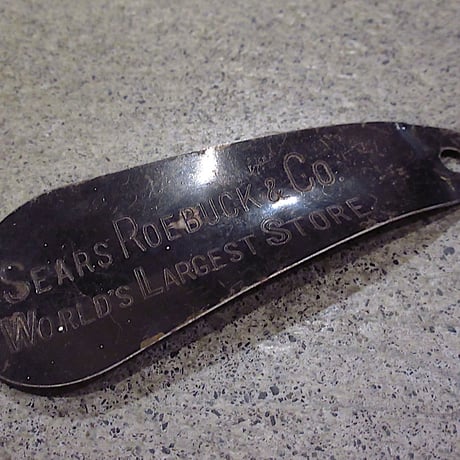 SEARS ROEBUCK & CO.
WORLD'S LARGEST STORE